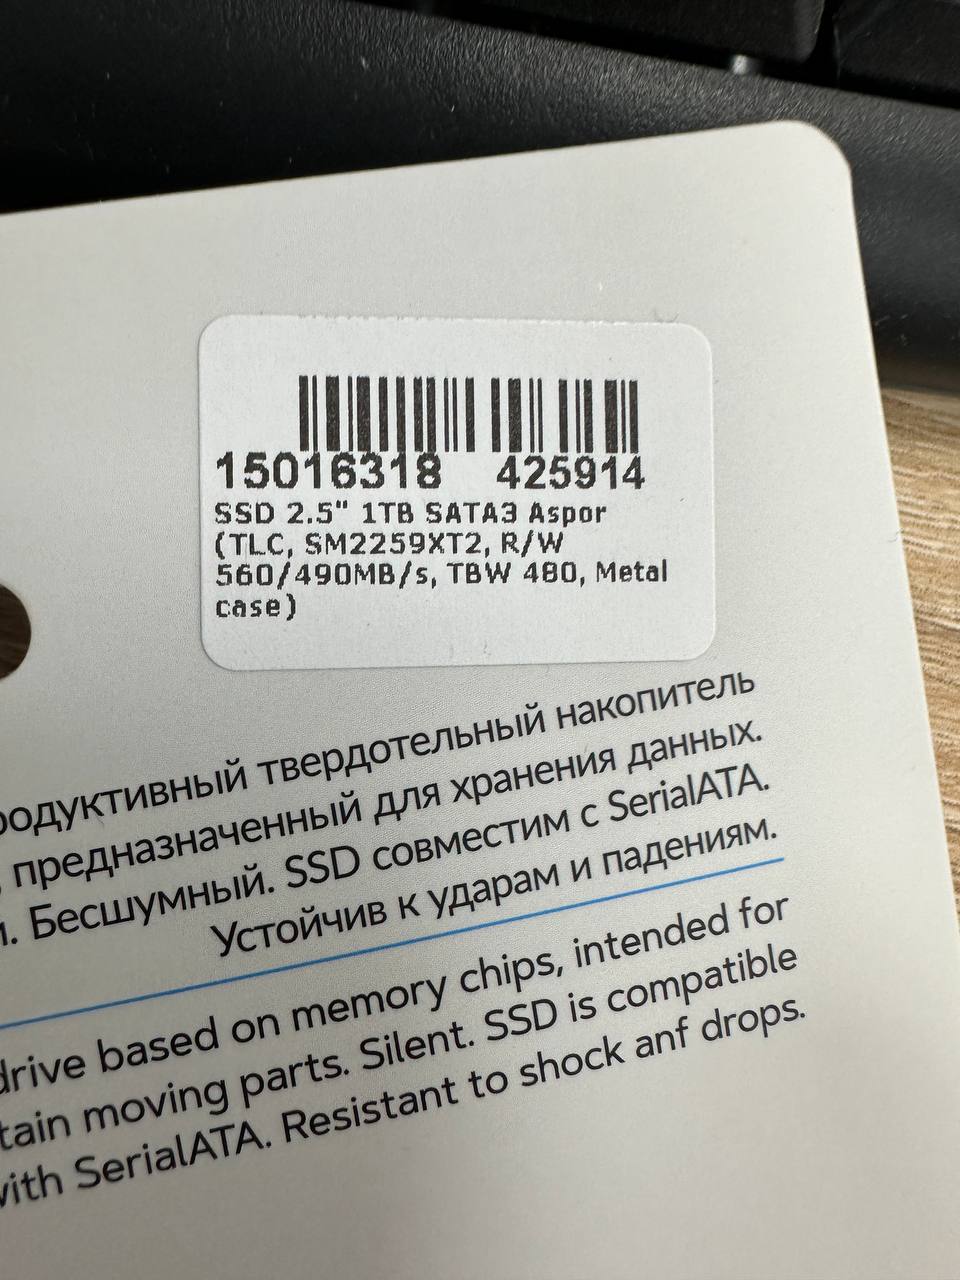 15016318 425914
SSD 2.5" 1TB SATA3 Aspor
(TLC, SM2259XT2, R/W
560/490MB/s, TBW 480, Metal
case)
твердотельный накопитель
предназначенный для хранения данных.
Бесшумный. SSD совместим с SerialATA.
Устойчив к ударам и падениям.
drive based on memory chips, intended for
moving parts. Silent. SSD is compatible
with SerialATA. Resistant to shock anf drops.